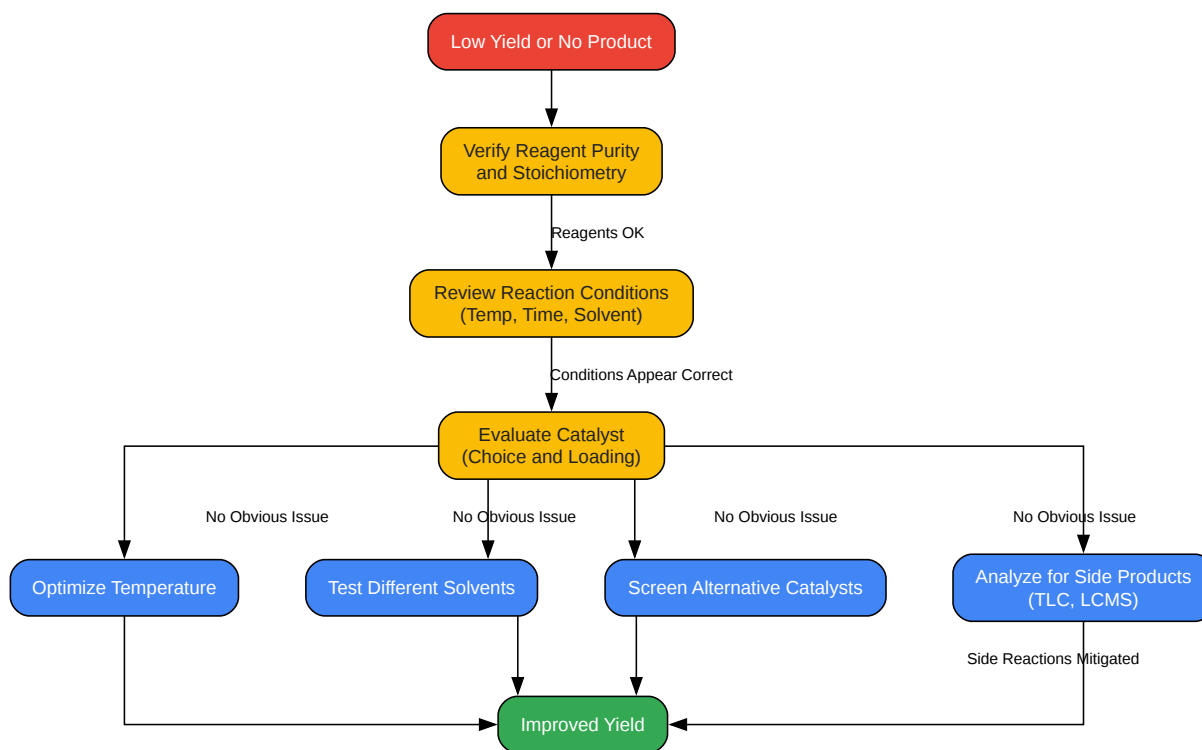 Low Yield or No Product
Verify Reagent Purity
and Stoichiometry
Reagents OK
Review Reaction Conditions
(Temp, Time, Solvent)
Conditions Appear Correct
Evaluate Catalyst
(Choice and Loading)
No Obvious Issue
No Obvious Issue
No Obvious Issue
No Obvious Issue
Optimize Temperature
Test Different Solvents
Screen Alternative Catalysts
Analyze for Side Products
(TLC, LCMS)
Side Reactions Mitigated
Improved Yield